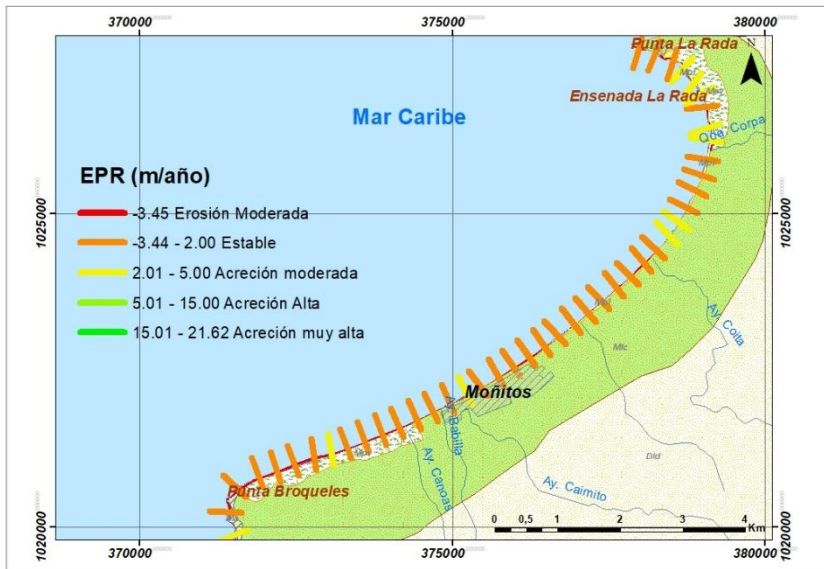 370000 375000 380000
Punta La Rada
N
Ensenada La Rada
Mar Caribe
Qda. Corpa
EPR (m/año)
-3.45 Erosión Moderada
-3.44 - 2.00 Estable
2.01 - 5.00 Acreción moderada
5.01 - 15.00 Acreción Alta
15.01 - 21.62 Acreción muy alta
1025000 1025000
Ay. Coita
Mlc
Moñitos
Ay. Babilla
Ay. Canoas
Ay. Caimito
Dld
Punta Broqueles
0 0,5 1 2 3 4
Km
1020000 1020000
370000 375000 380000